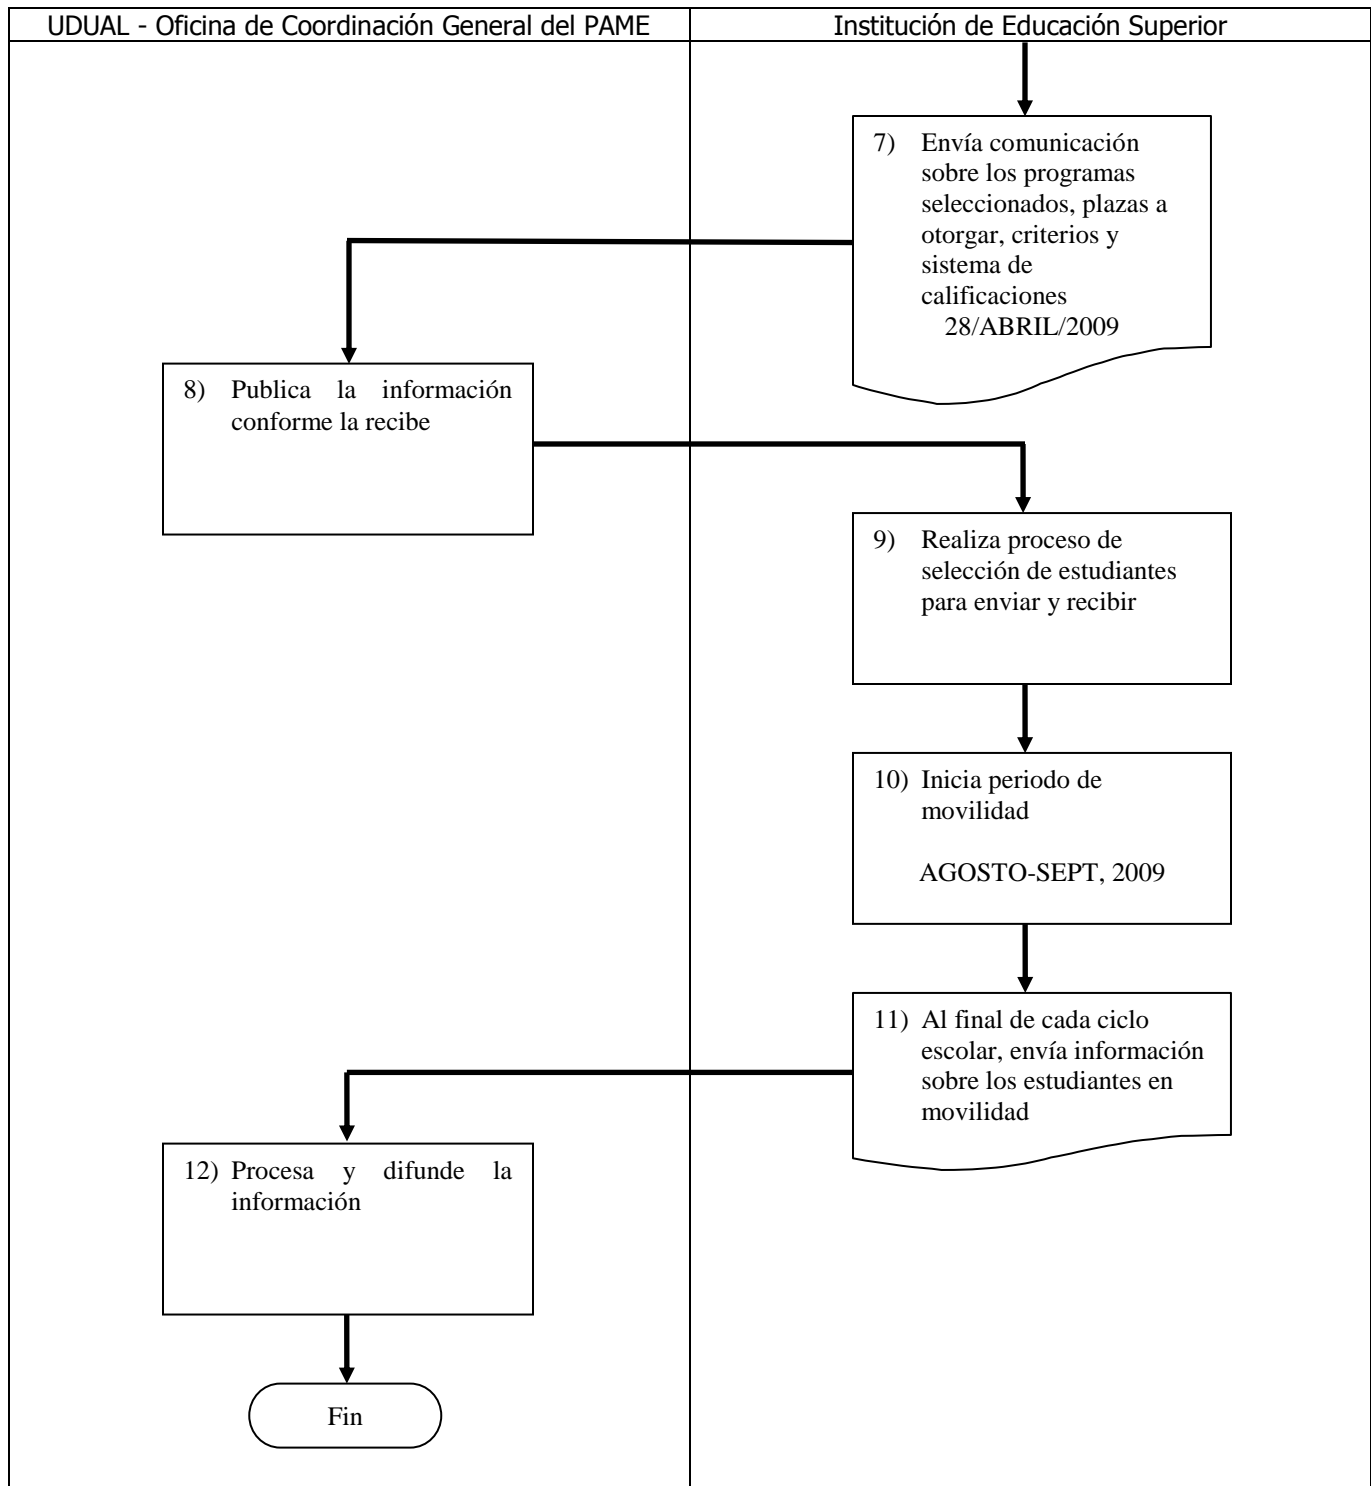 UDUAL - Oficina de Coordinación General del PAME
Institución de Educación Superior
7) Envía comunicación
sobre los programas
seleccionados, plazas a
otorgar, criterios y
sistema de
calificaciones
28/ABRIL/2009
8) Publica la información
conforme la recibe
9) Realiza proceso de
selección de estudiantes
para enviar y recibir
10) Inicia periodo de
movilidad
AGOSTO-SEPT, 2009
11) Al final de cada ciclo
escolar, envía información
sobre los estudiantes en
movilidad
12) Procesa y difunde la
información
Fin